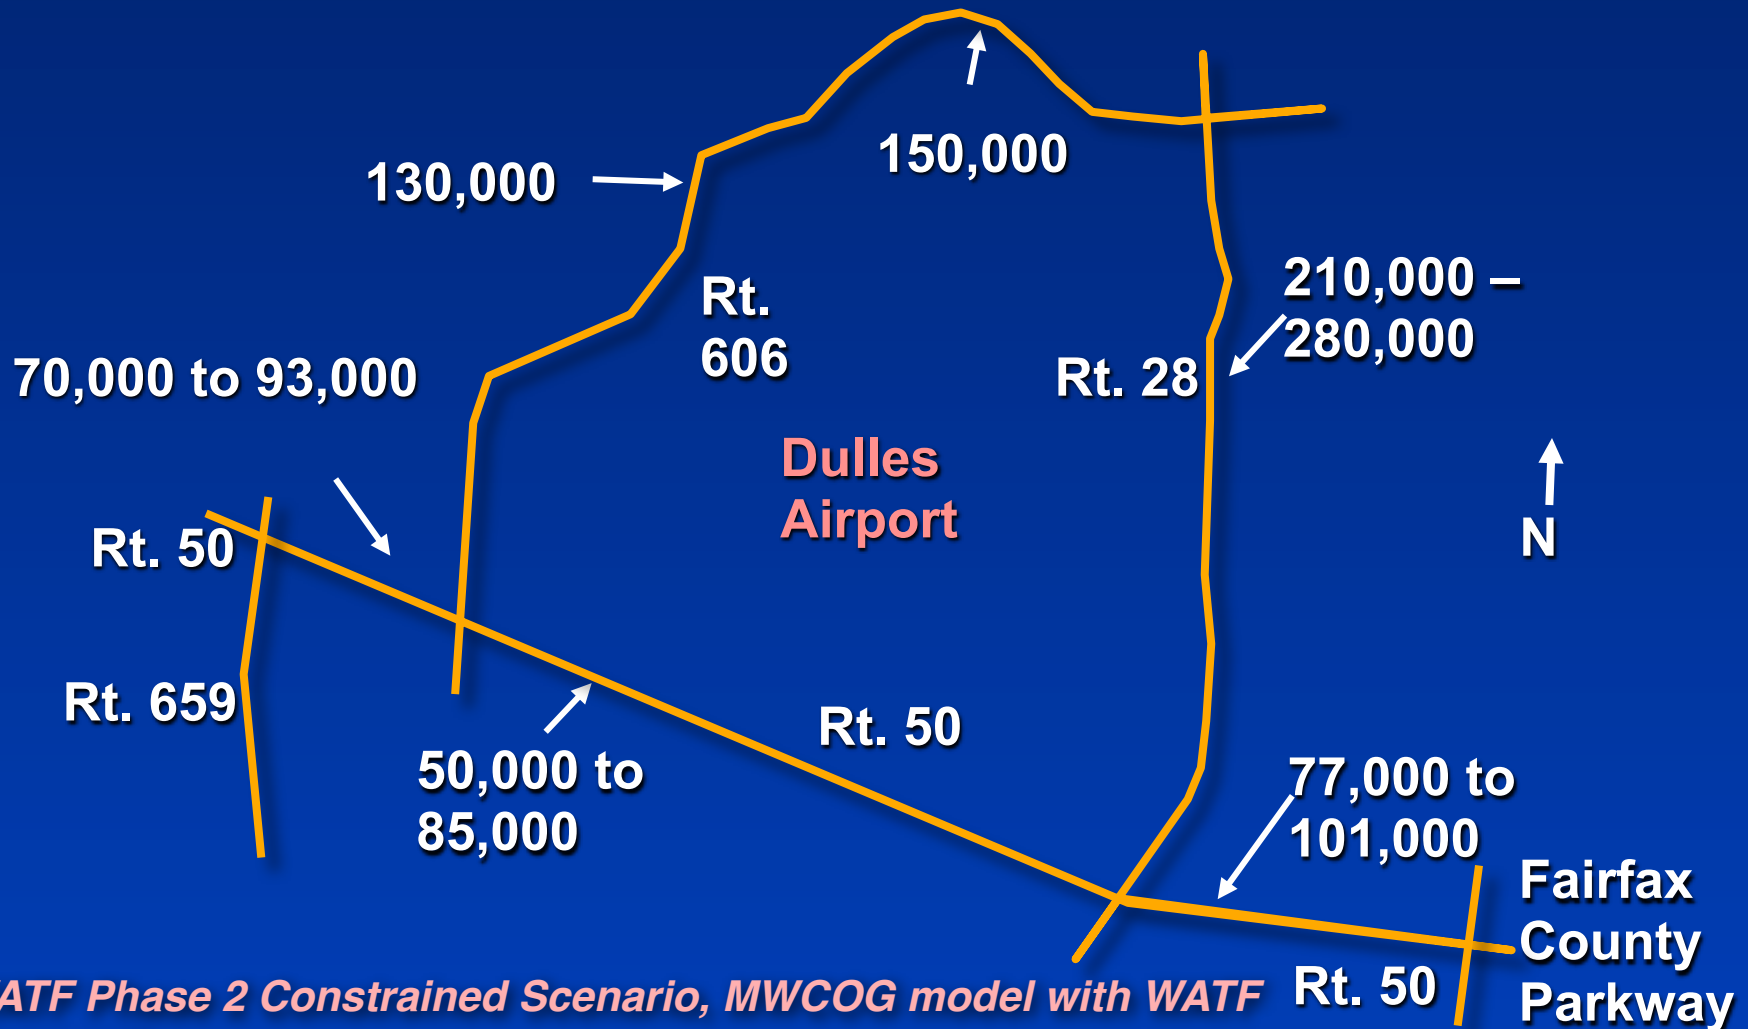 150,000
130,000
210,000 –
280,000
Rt.
606
70,000 to 93,000
Rt. 28
Dulles
Airport
N
Rt. 50
Rt. 659
Rt. 50
50,000 to
85,000
77,000 to
101,000
Fairfax
County
Parkway
Rt. 50
ATF Phase 2 Constrained Scenario, MWCOG model with WATF